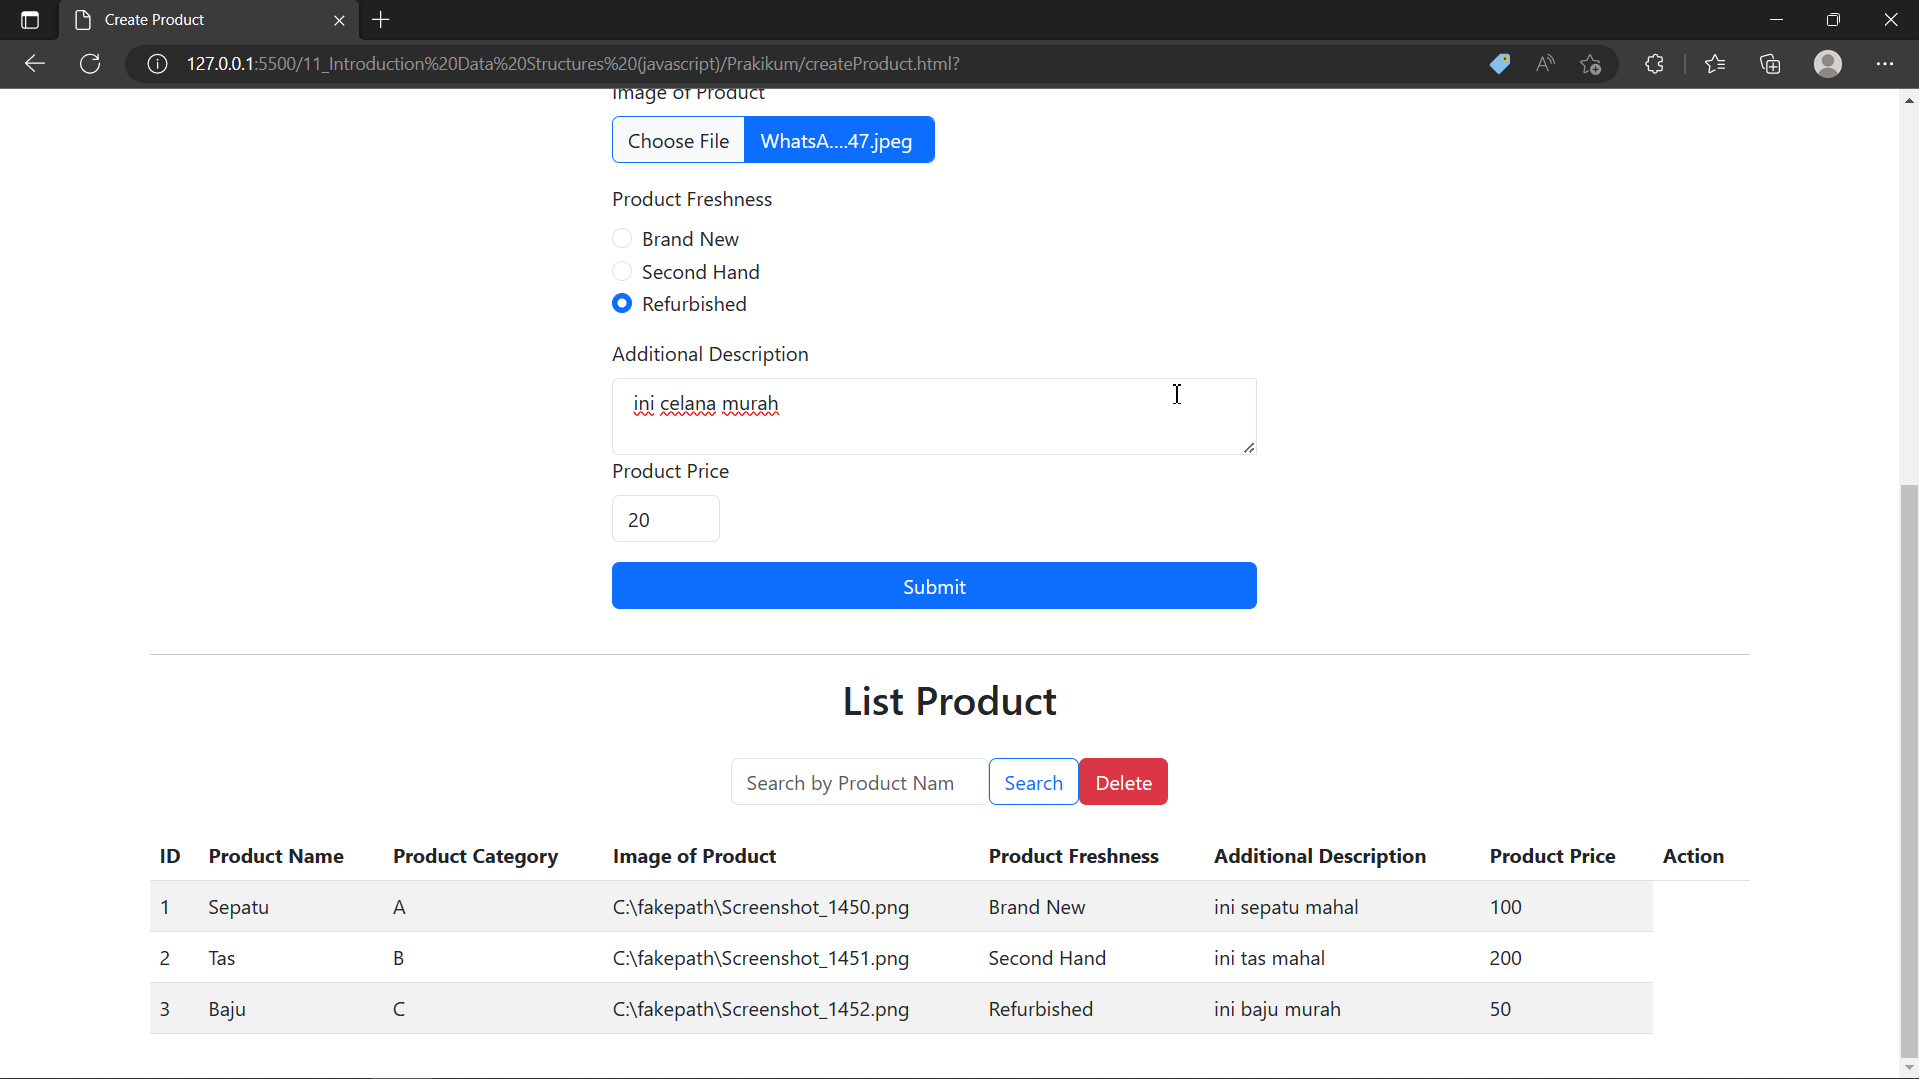 Create Product
127.0.0.1:5500/11_Introduction%20Data%20Structures%20(javascript)/Prakikum/createProduct.html?
Image of Product
Choose File WhatsA....47.jpeg
Product Freshness
Brand New
Second Hand
Refurbished
Additional Description
ini celana murah
Product Price
20
Submit
List Product
Search by Product Nam Search Delete
ID Product Name Product Category Image of Product Product Freshness Additional Description Product Price Action
1 Sepatu A C:\fakepath\Screenshot_1450.png Brand New ini sepatu mahal 100
2 Tas B C:\fakepath\Screenshot_1451.png Second Hand ini tas mahal 200
3 Baju C C:\fakepath\Screenshot_1452.png Refurbished ini baju murah 50